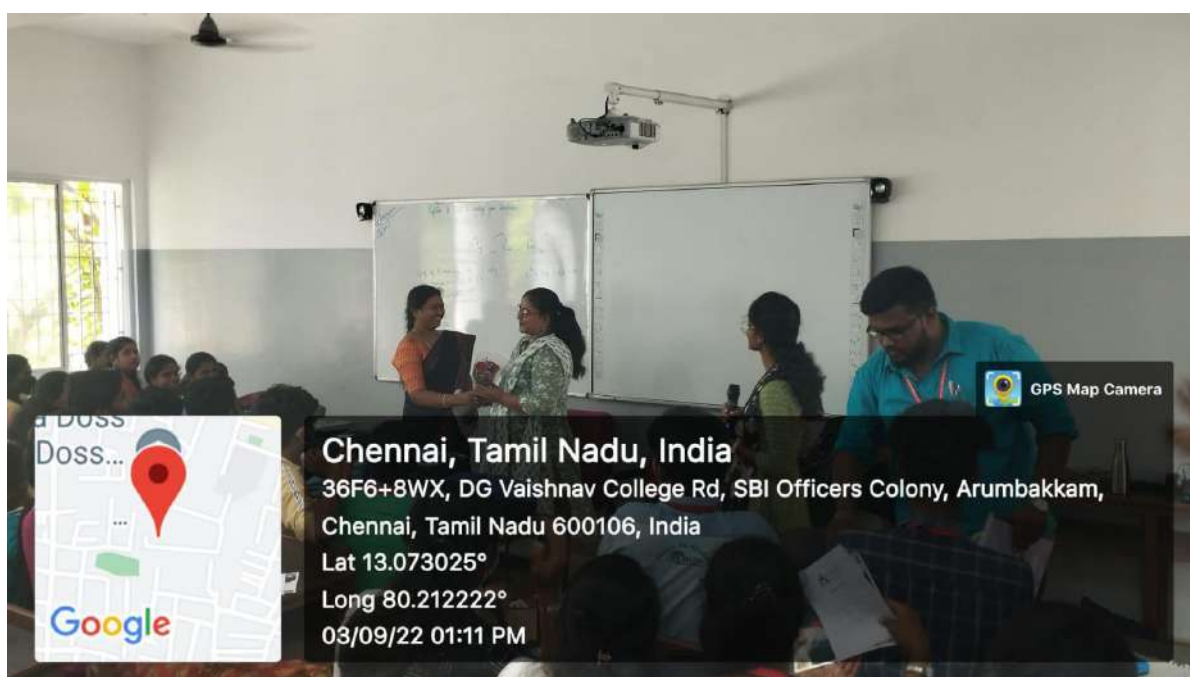 GPS Map Camera
a Doss
Doss...
Google
Chennai, Tamil Nadu, India
36F6+8WX, DG Vaishnav College Rd, SBI Officers Colony, Arumbakkam,
Chennai, Tamil Nadu 600106, India
Lat 13.073025°
Long 80.212222°
03/09/22 01:11 PM